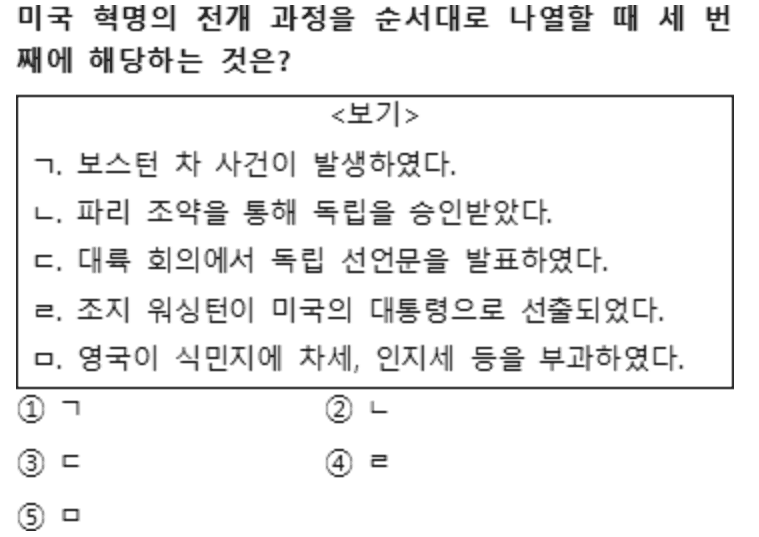 미국 혁명의 전개 과정을 순서대로 나열할 때 세 번
째에 해당하는 것은?
<보기>
ㄱ. 보스턴 차 사건이 발생하였다.
ㄴ. 파리 조약을 통해 독립을 승인받았다.
ㄷ. 대륙 회의에서 독립 선언문을 발표하였다.
ㄹ. 조지 워싱턴이 미국의 대통령으로 선출되었다.
ㅁ. 영국이 식민지에 차세, 인지세 등을 부과하였다.
① ㄱ ② ㄴ
③ ㄷ ④ ㄹ
⑤ ㅁ